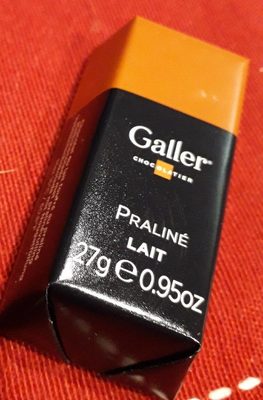 Galler®
CHOCOLATIER
PRALINÉ
LAIT
27g ℮ 0.95oz